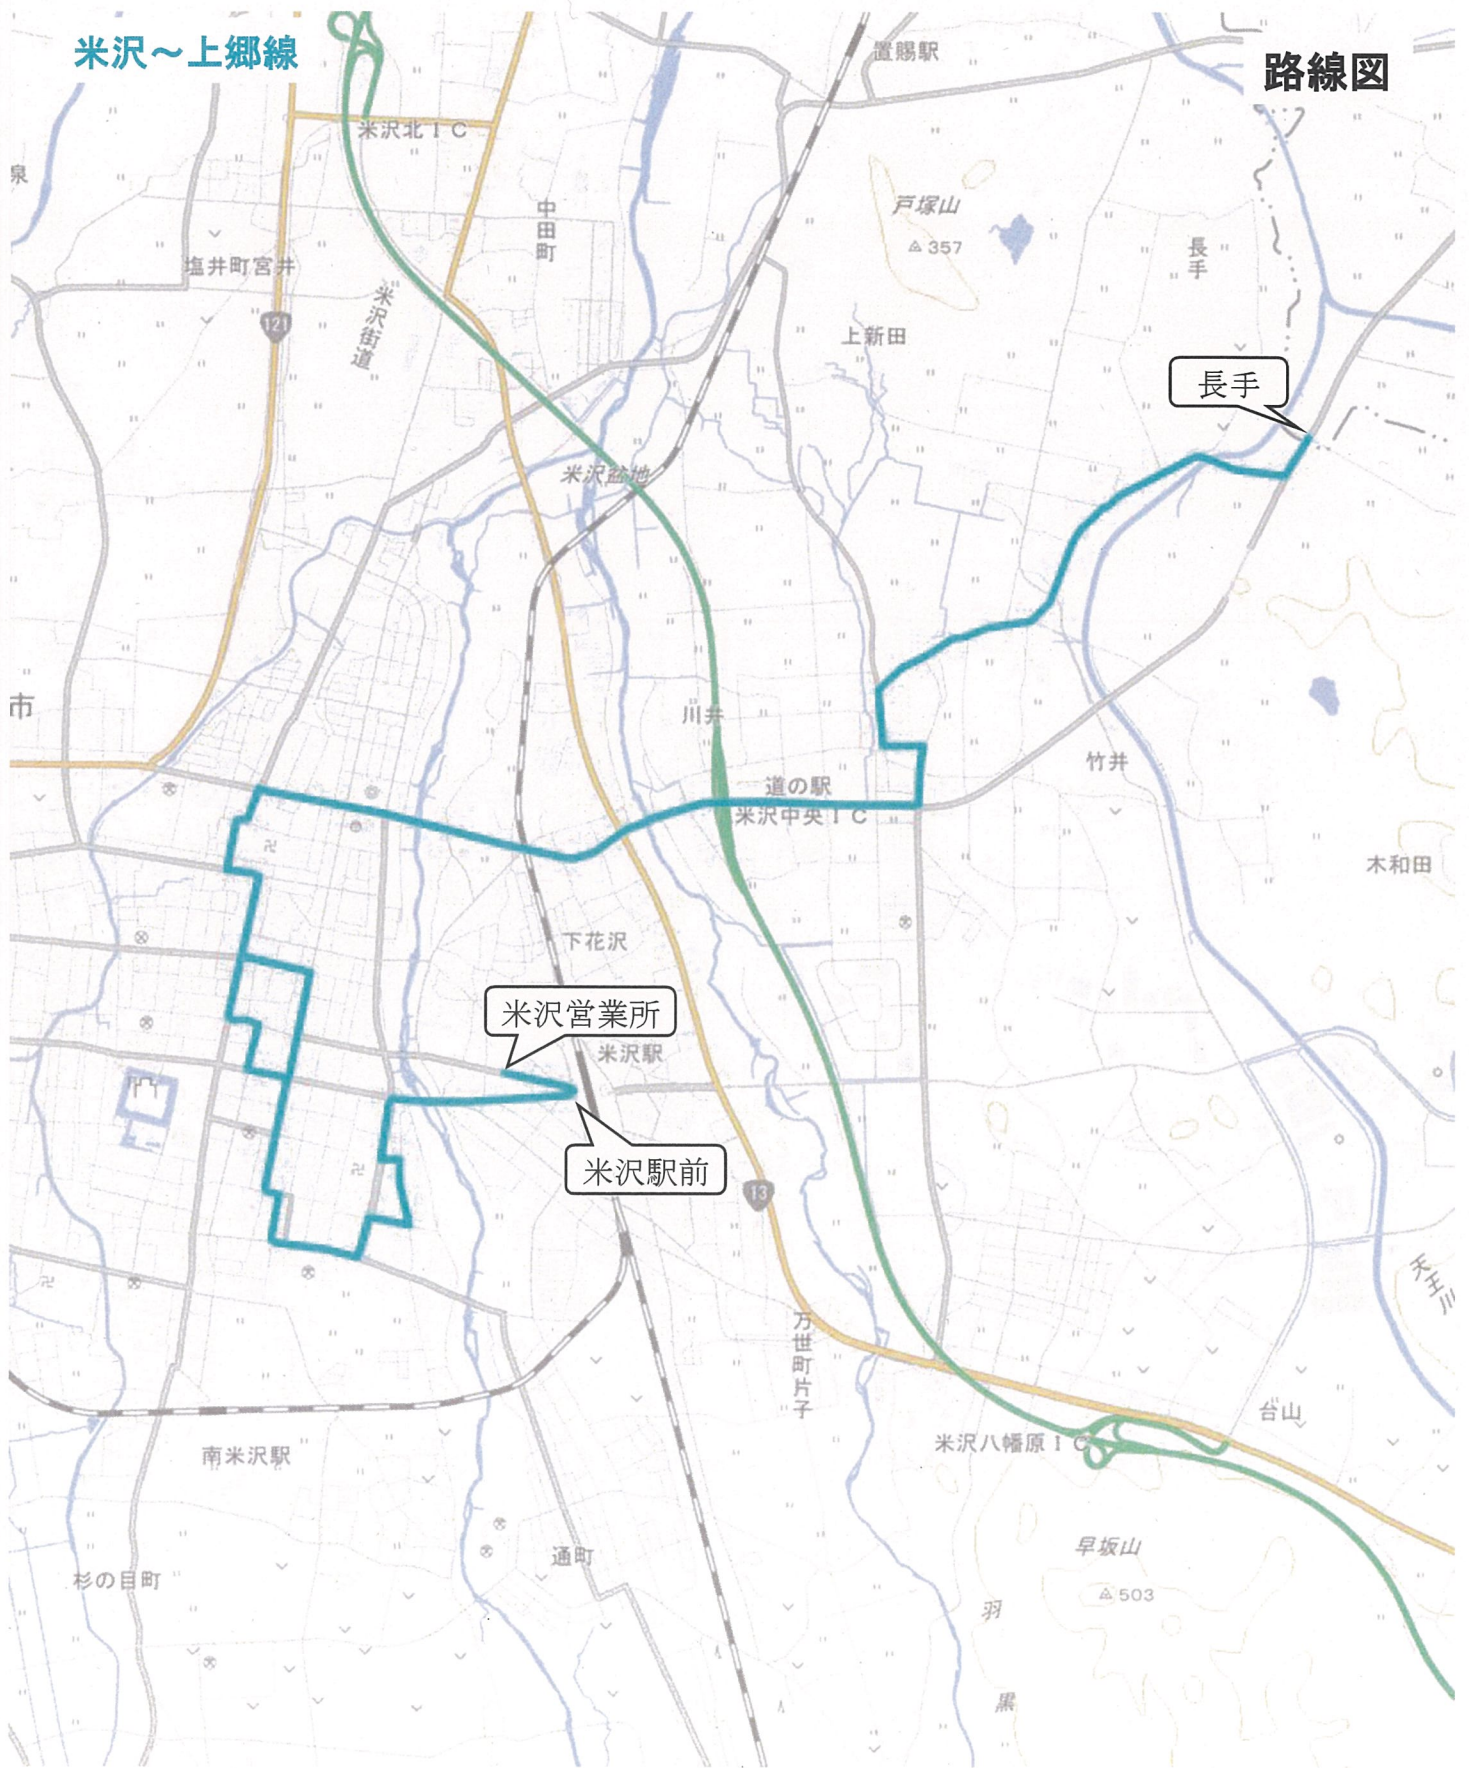 米沢～上郷線
路線図
置賜駅
米沢北ＩＣ
泉
戸塚山
357
中田町
長手
塩井町宮井
米沢街道
121
上新田
長手
米沢盆地
市
川井
竹井
道の駅
米沢中央ＩＣ
木和田
下花沢
米沢営業所
米沢駅
米沢駅前
13
天王川
万世町片子
台山
米沢八幡原ＩＣ
南米沢駅
早坂山
503
通町
杉の目町
羽
黒